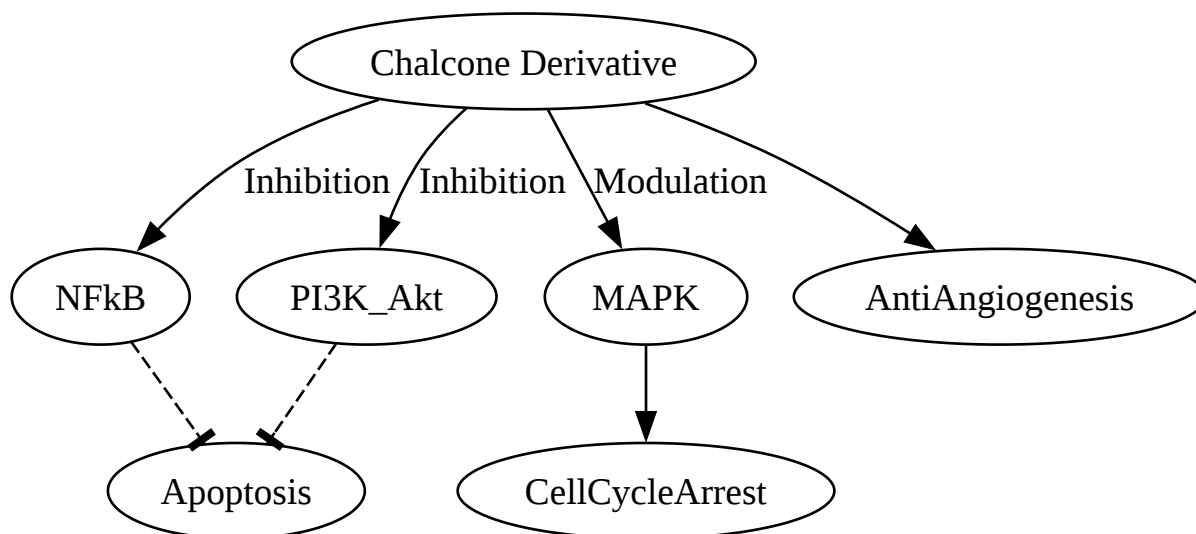 Chalcone Derivative
Inhibition
Inhibition
Modulation
NFkB
PI3K_Akt
MAPK
AntiAngiogenesis
Apoptosis
CellCycleArrest